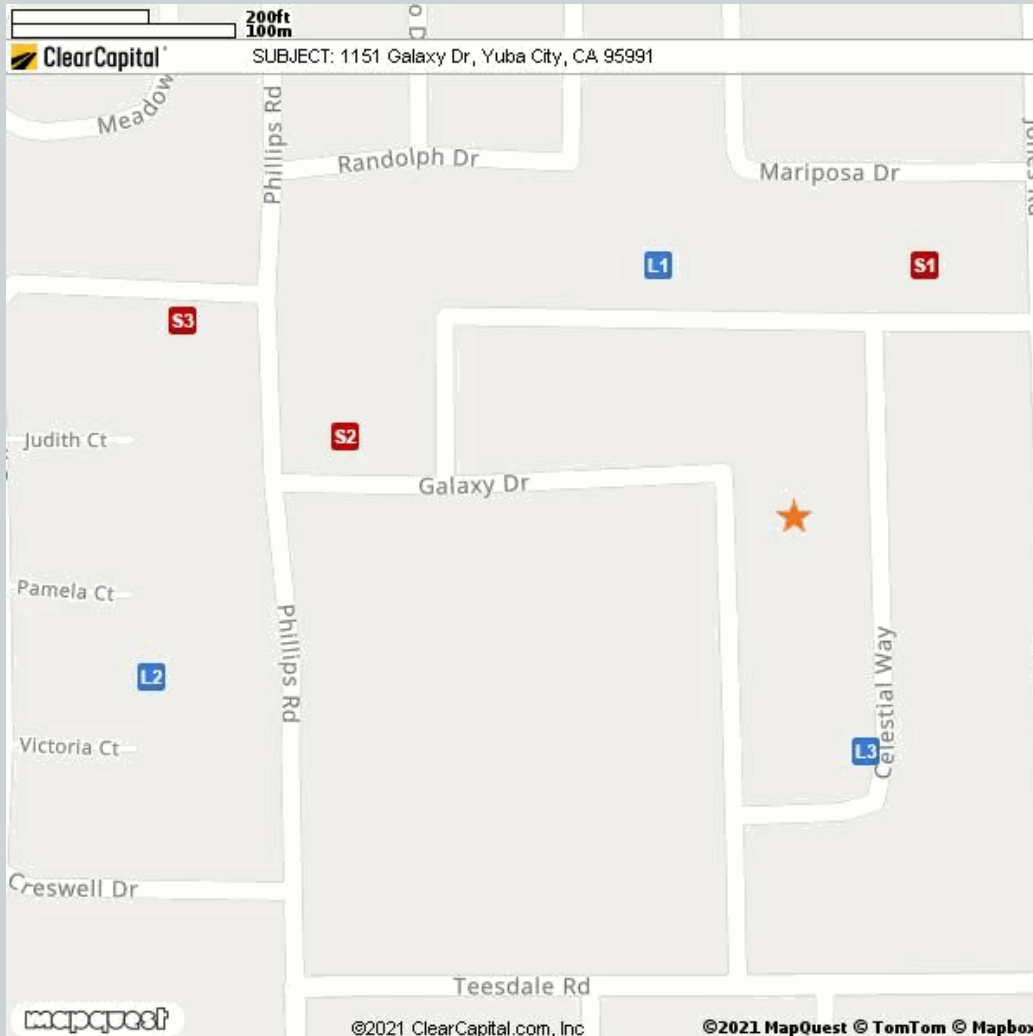 200ft
100m
ClearCapital
SUBJECT: 1151 Galaxy Dr, Yuba City, CA 95991
Meadow
Phillips Rd
Randolph Dr
Mariposa Dr
L1
S1
S3
S2
Judith Ct
Galaxy Dr
Pamela Ct
Phillips Rd
L2
Celestial Way
Victoria Ct
L3
Creswell Dr
Teesdale Rd
mapquest
©2021 ClearCapital.com, Inc
©2021 MapQuest © TomTom © Mapbox